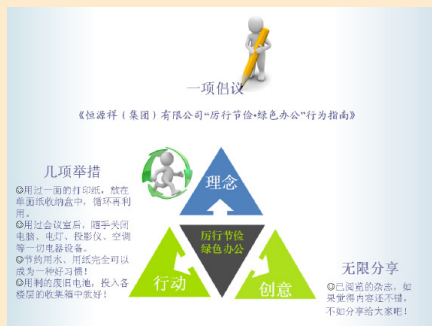 一项倡议
《恒源祥（集团）有限公司“厉行节俭•绿色办公”行为指南》
几项举措
☺用过一面的打印纸，放在
单面纸收纳盒中，循环再利
用。
☺用过会议室后，随手关闭
电脑、电灯、投影仪、空调
等一切电器设备。
☺节约用水、用纸完全可以
成为一种好习惯！
☺用剩的废旧电池，投入各
楼层的收集箱中就好！
理念
厉行节俭
绿色办公
行动
创意
无限分享
☺已阅览的杂志，如
果觉得内容还不错，
不如分享给大家吧！